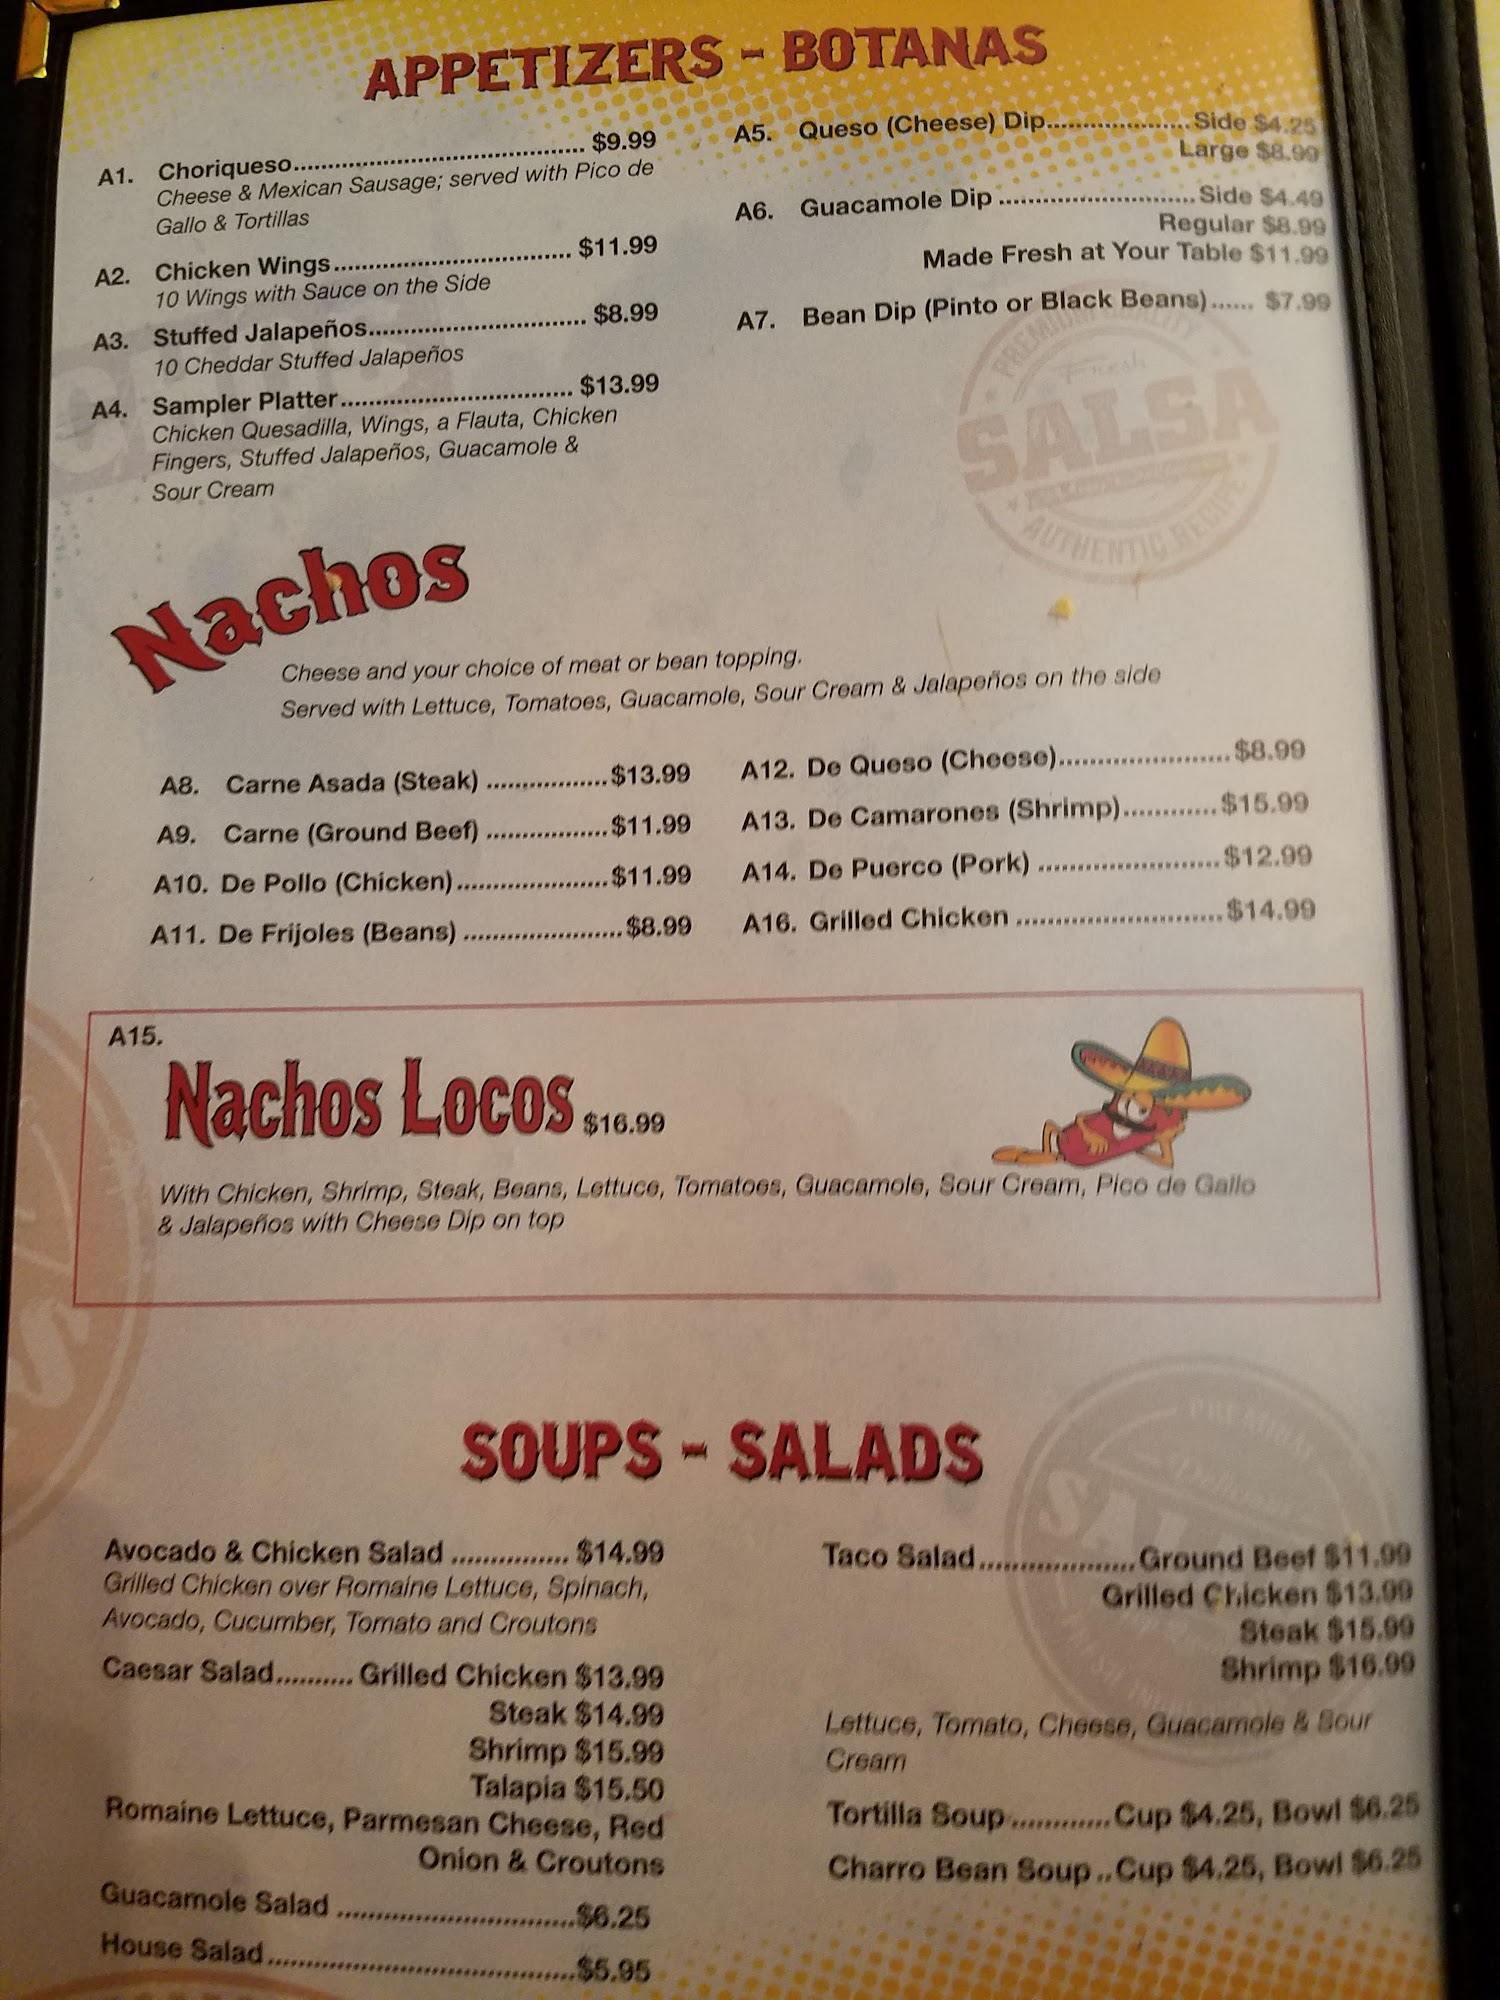 APPETIZERS - BOTANAS
A1. Choriqueso.................................... $9.99
Cheese & Mexican Sausage; served with Pico de
Gallo & Tortillas
A2. Chicken Wings.............................. $11.99
10 Wings with Sauce on the Side
A3. Stuffed Jalapeños............................ $8.99
10 Cheddar Stuffed Jalapeños
A4. Sampler Platter............................. $13.99
Chicken Quesadilla, Wings, a Flauta, Chicken
Fingers, Stuffed Jalapeños, Guacamole &
Sour Cream
A5. Queso (Cheese) Dip....................Side $4.25
Large $8.99
A6. Guacamole Dip ...........................Side $4.49
Regular $8.99
Made Fresh at Your Table $11.99
A7. Bean Dip (Pinto or Black Beans)...... $7.99
Fresh
SALSA
AUTHENTIC RECIPE
Nachos
Cheese and your choice of meat or bean topping.
Served with Lettuce, Tomatoes, Guacamole, Sour Cream & Jalapeños on the side
A8. Carne Asada (Steak) .................$13.99
A9. Carne (Ground Beef) .................$11.99
A10. De Pollo (Chicken).....................$11.99
A11. De Frijoles (Beans) ......................$8.99
A12. De Queso (Cheese).......................$8.99
A13. De Camarones (Shrimp)............$15.99
A14. De Puerco (Pork) ........................$12.99
A16. Grilled Chicken ...........................$14.99
A15.
Nachos Locos $16.99
With Chicken, Shrimp, Steak, Beans, Lettuce, Tomatoes, Guacamole, Sour Cream, Pico de Gallo
& Jalapeños with Cheese Dip on top
SOUPS - SALADS
Avocado & Chicken Salad ................ $14.99
Grilled Chicken over Romaine Lettuce, Spinach,
Avocado, Cucumber, Tomato and Croutons
Caesar Salad.......... Grilled Chicken $13.99
Steak $14.99
Shrimp $15.99
Talapia $15.50
Romaine Lettuce, Parmesan Cheese, Red
Onion & Croutons
Guacamole Salad ...............................$6.25
House Salad........................................$5.95
Taco Salad....................Ground Beef $11.99
Grilled Chicken $13.99
Steak $15.99
Shrimp $16.99
Lettuce, Tomato, Cheese, Guacamole & Sour
Cream
Tortilla Soup............Cup $4.25, Bowl $6.25
Charro Bean Soup..Cup $4.25, Bowl $6.25